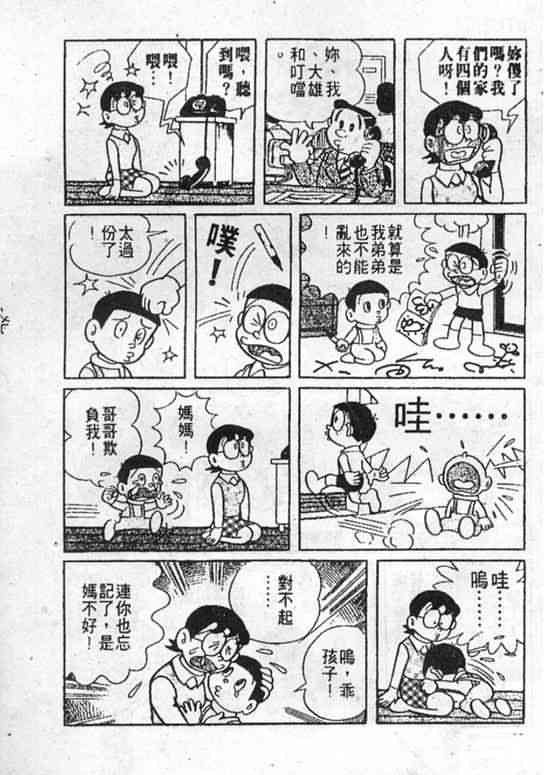 妳傻了
嗎？我
們的家
有四個
人呀！
妳、我
、大雄
和叮噹
。
喂，聽
到嗎？
喂！
喂…
就算是
我弟弟
也不能
亂來的
！
噗！
太過
份了
！
哇……
媽媽！
哥哥欺
負我！
哇……
嗚……
嗚，乖
孩子！
對不起
……
連你也忘
記了，是
媽不好！